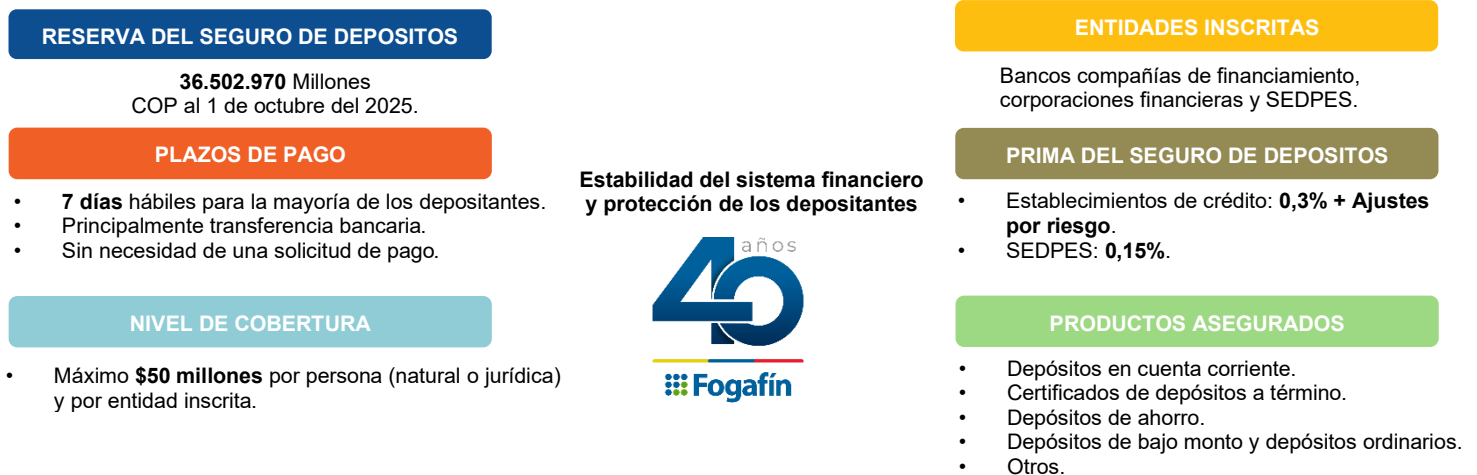 RESERVA DEL SEGURO DE DEPOSITOS
36.502.970 Millones
COP al 1 de octubre del 2025.
PLAZOS DE PAGO
• 7 días hábiles para la mayoría de los depositantes.
• Principalmente transferencia bancaria.
• Sin necesidad de una solicitud de pago.
NIVEL DE COBERTURA
• Máximo $50 millones por persona (natural o jurídica)
y por entidad inscrita.
Estabilidad del sistema financiero
y protección de los depositantes
años
40
Fogafín
ENTIDADES INSCRITAS
Bancos compañías de financiamiento,
corporaciones financieras y SEDPES.
PRIMA DEL SEGURO DE DEPOSITOS
• Establecimientos de crédito: 0,3% + Ajustes
por riesgo.
• SEDPES: 0,15%.
PRODUCTOS ASEGURADOS
• Depósitos en cuenta corriente.
• Certificados de depósitos a término.
• Depósitos de ahorro.
• Depósitos de bajo monto y depósitos ordinarios.
• Otros.